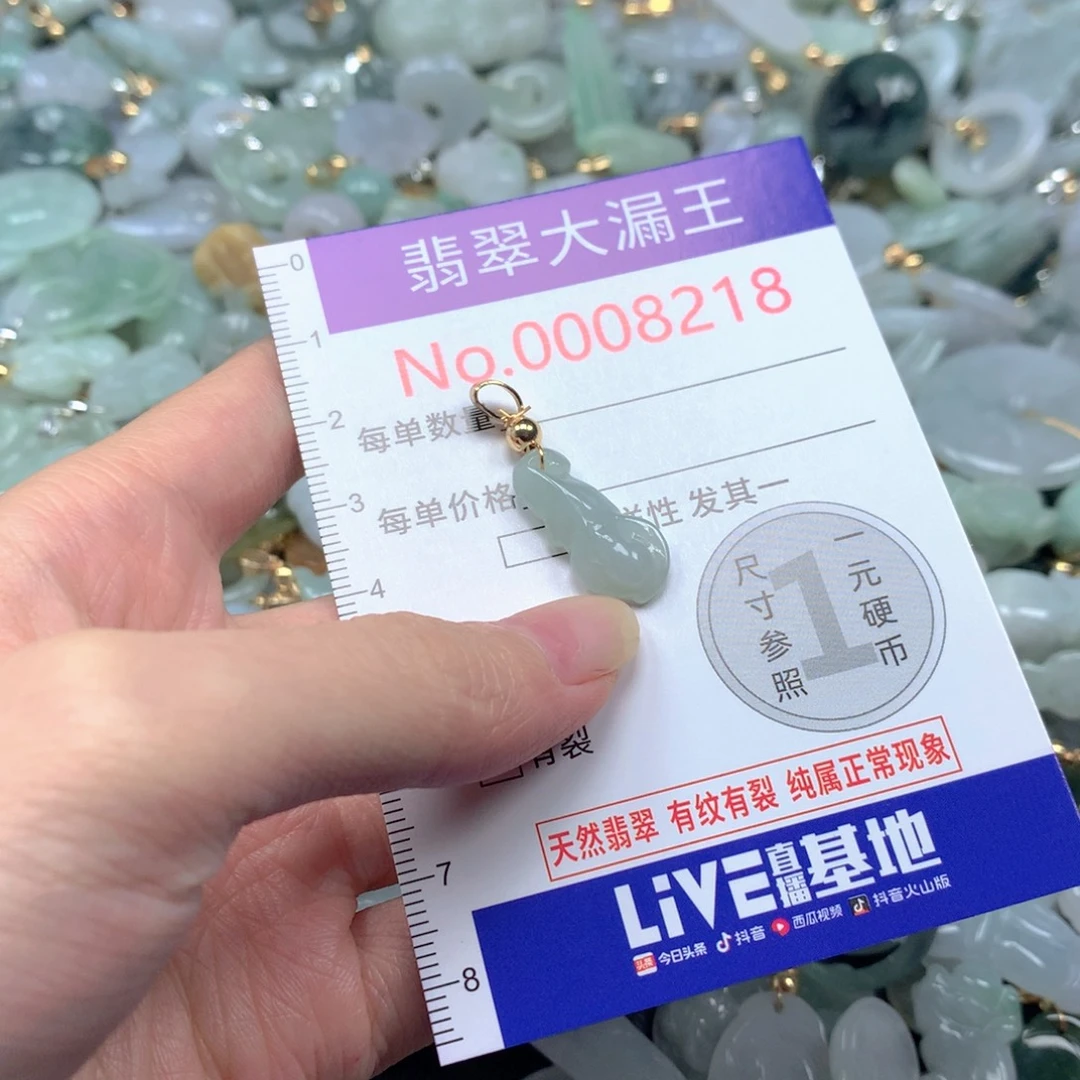 翡翠大漏王
No.0008218
每单数量
每单价格
样性 发其一
尺寸参照
1
一元硬币
有裂
天然翡翠 有纹有裂 纯属正常现象
LiVE直播基地
头条 今日头条 抖音 西瓜视频 抖音火山版
0
1
2
3
4
7
8